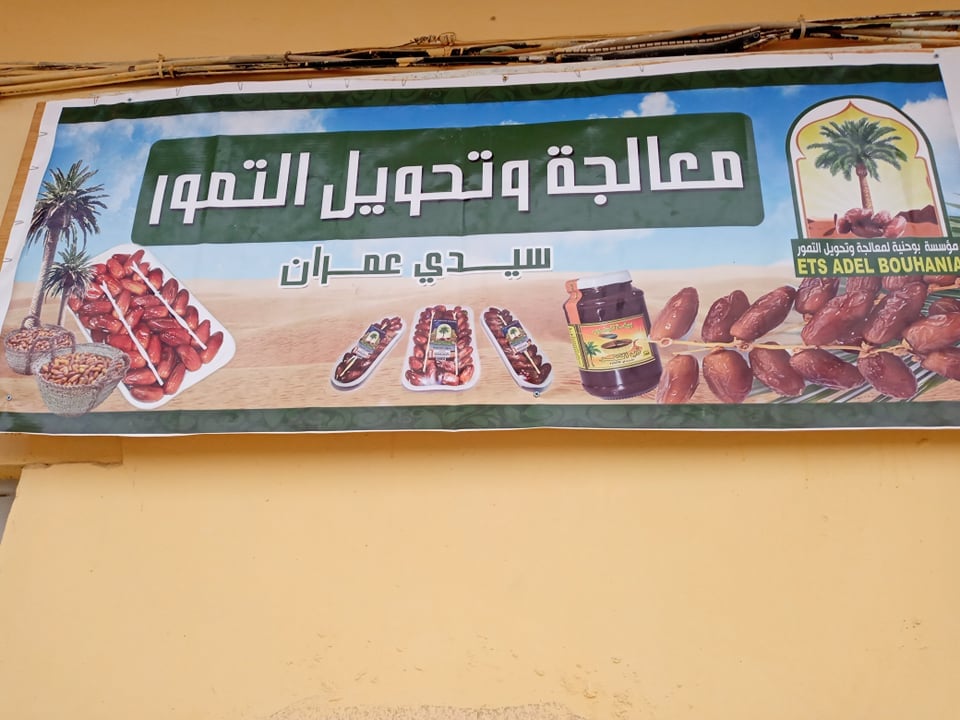 معالجة وتحويل التمور
سيدي عمران
مؤسسة بوحنية لمعالجة وتحويل التمور
ETS ADEL BOUHANIA